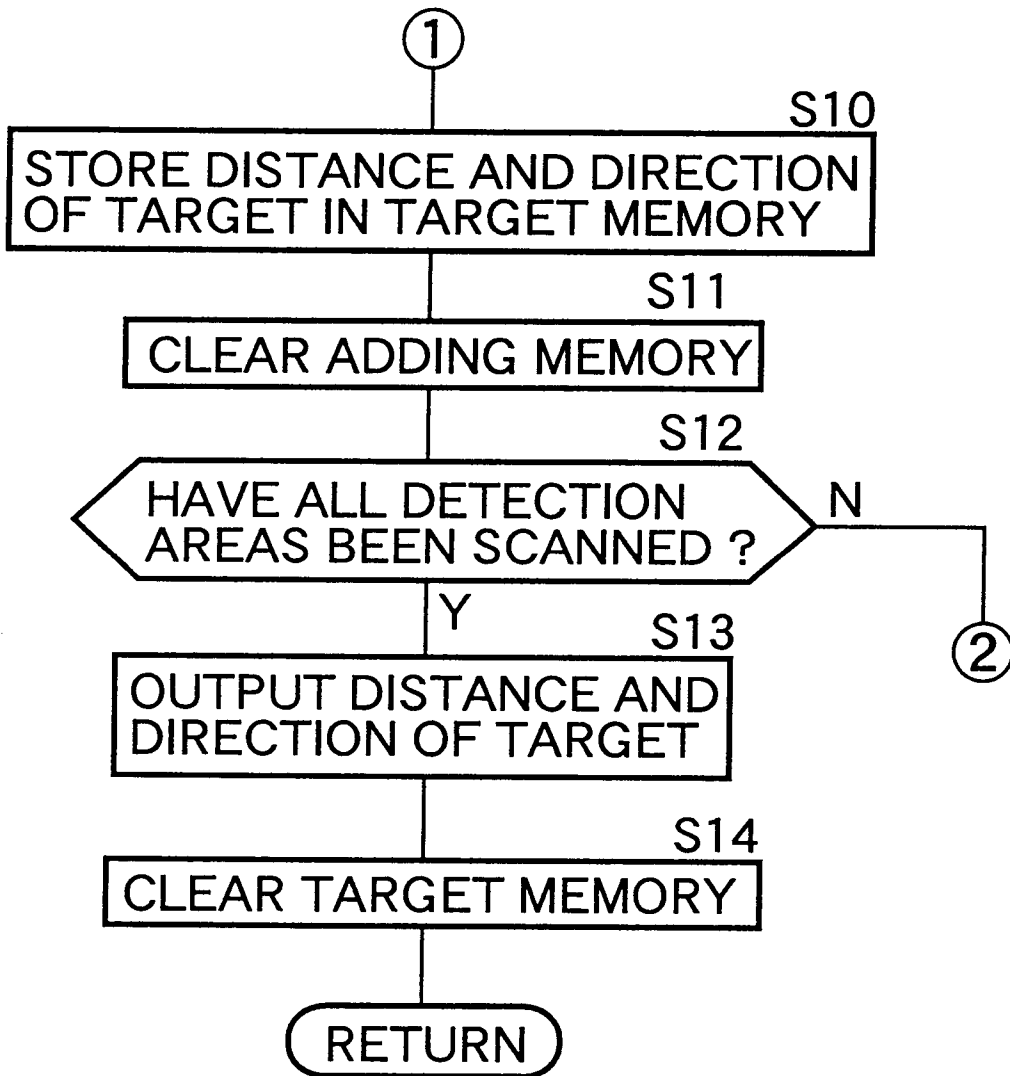 1
S10
STORE DISTANCE AND DIRECTION
OF TARGET IN TARGET MEMORY
S11
CLEAR ADDING MEMORY
S12
HAVE ALL DETECTION
AREAS BEEN SCANNED ?
N
Y
2
S13
OUTPUT DISTANCE AND
DIRECTION OF TARGET
S14
CLEAR TARGET MEMORY
RETURN